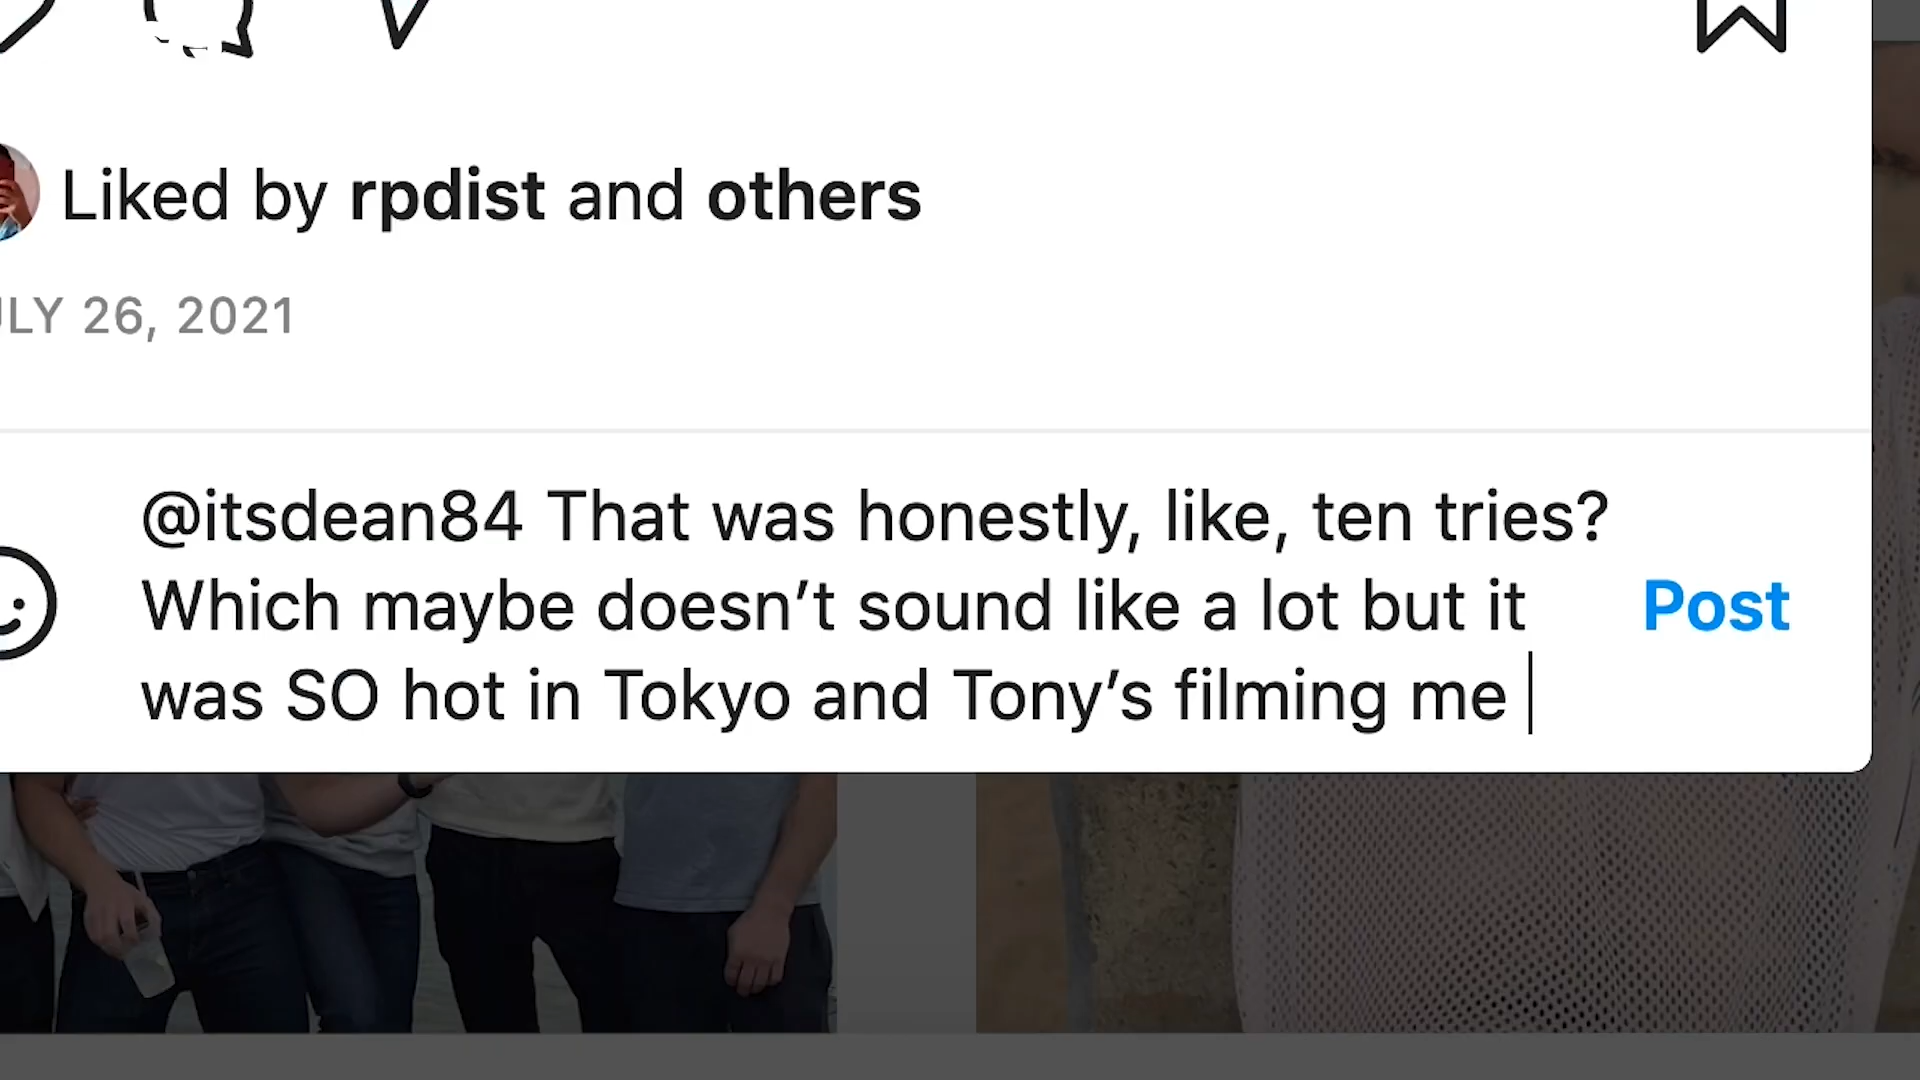 Liked by rpdist and others
LY 26, 2021
@itsdean84 That was honestly, like, ten tries?
Which maybe doesn’t sound like a lot but it
was SO hot in Tokyo and Tony’s filming me
Post